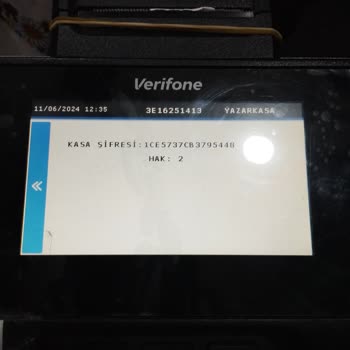 Verifone
11/06/2024 12:35 3E16251413 YAZARKASA
KASA ŞİFRESİ:1CE5737CB3795448
HAK: 2